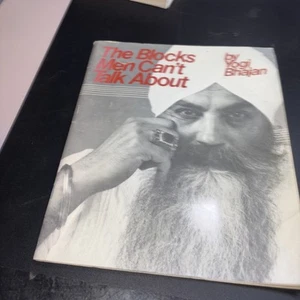 The Blocks
Men Can't
Talk About
by
Yogi
Bhajan